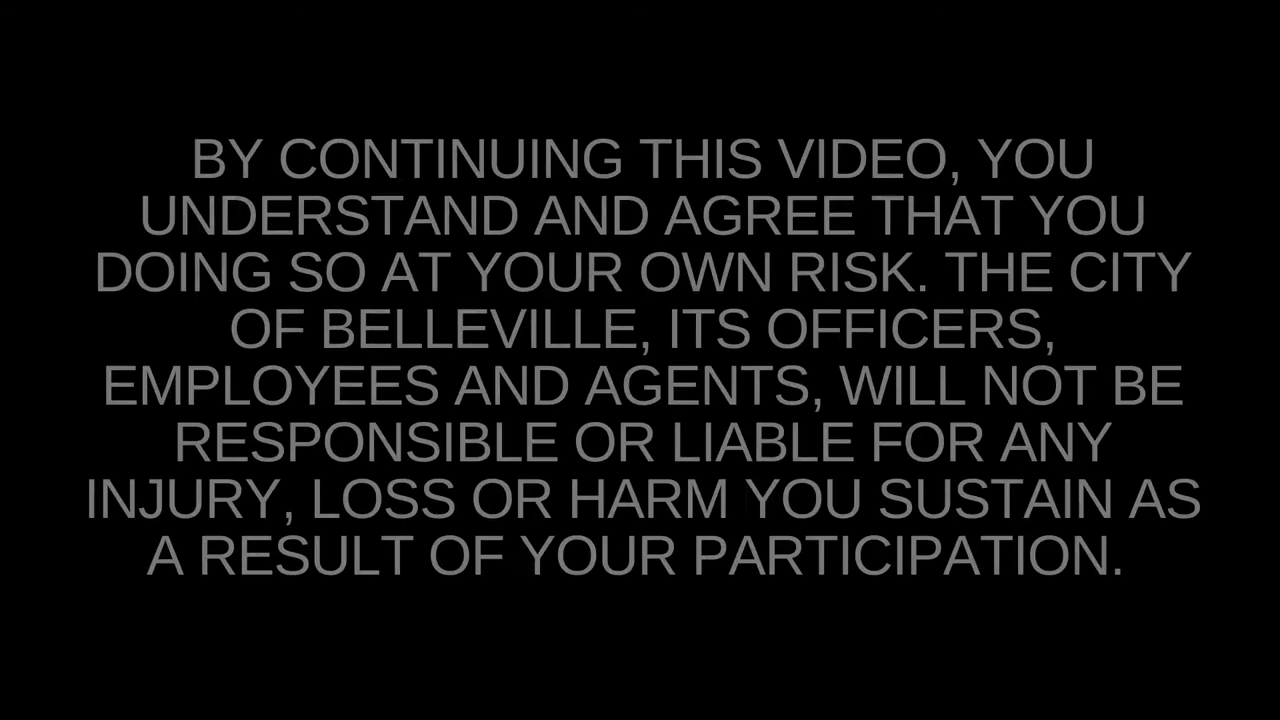 BY CONTINUING THIS VIDEO, YOU
UNDERSTAND AND AGREE THAT YOU
DOING SO AT YOUR OWN RISK. THE CITY
OF BELLEVILLE, ITS OFFICERS,
EMPLOYEES AND AGENTS, WILL NOT BE
RESPONSIBLE OR LIABLE FOR ANY
INJURY, LOSS OR HARM YOU SUSTAIN AS
A RESULT OF YOUR PARTICIPATION.